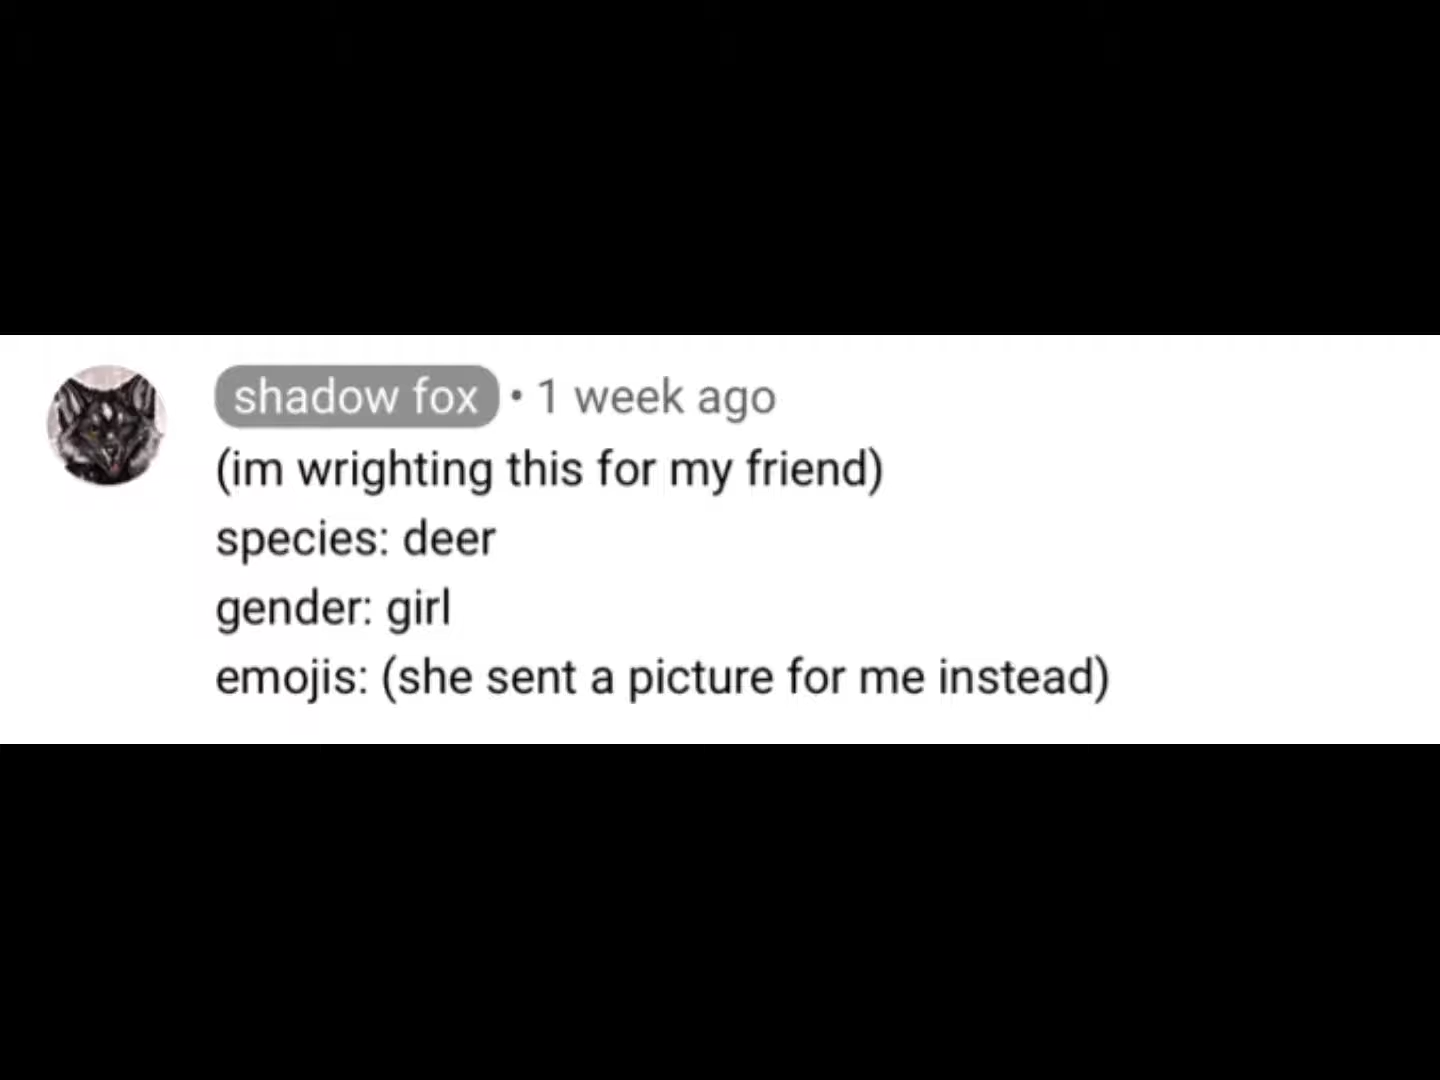 shadow fox • 1 week ago
(im wrighting this for my friend)
species: deer
gender: girl
emojis: (she sent a picture for me instead)